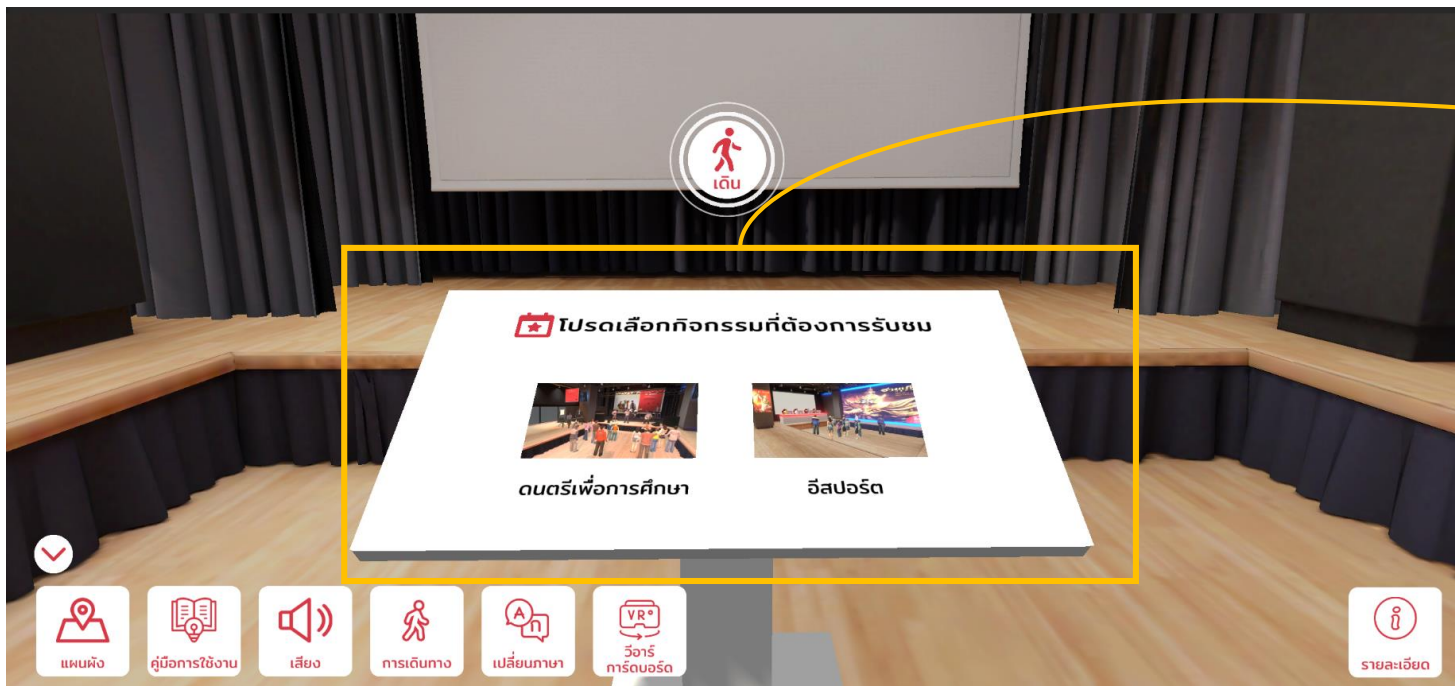 เดิน
โปรดเลือกกิจกรรมที่ต้องการรับชม
ดนตรีเพื่อการศึกษา
อีสปอร์ต
แผนผัง
คู่มือการใช้งาน
เสียง
การเดินทาง
A ก
เปลี่ยนภาษา
VR
วีอาร์
การ์ดบอร์ด
i
รายละเอียด